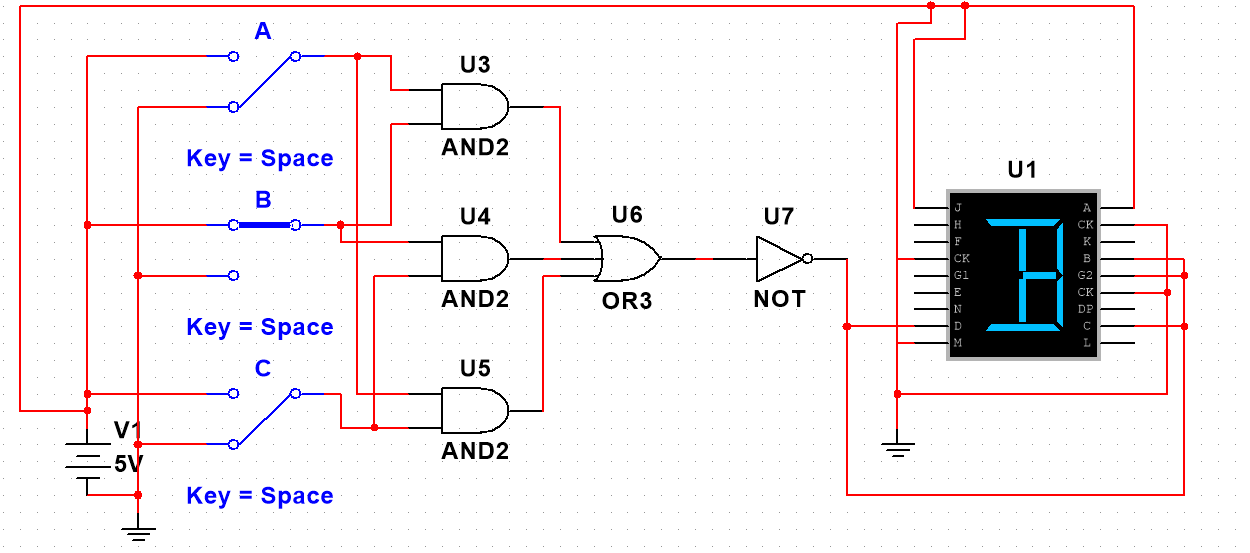 A
Key = Space
B
Key = Space
C
Key = Space
V1
5V
U3
AND2
U4
AND2
U5
AND2
U6
OR3
U7
NOT
U1
J
H
F
CK
G1
E
N
D
M
A
CK
K
B
G2
CK
DP
C
L